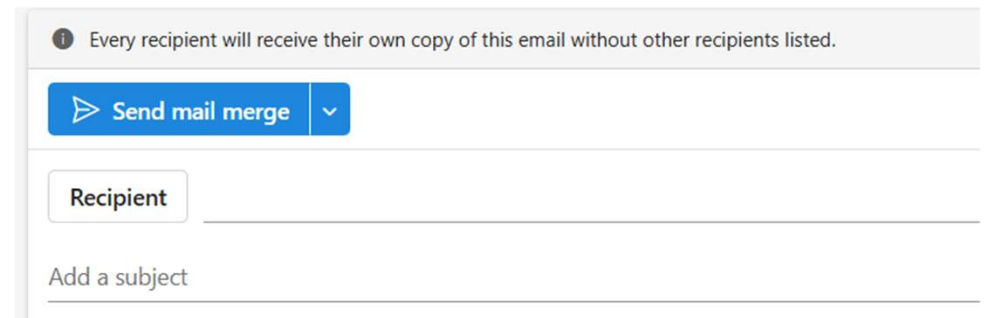 Every recipient will receive their own copy of this email without other recipients listed.
Send mail merge
Recipient
Add a subject